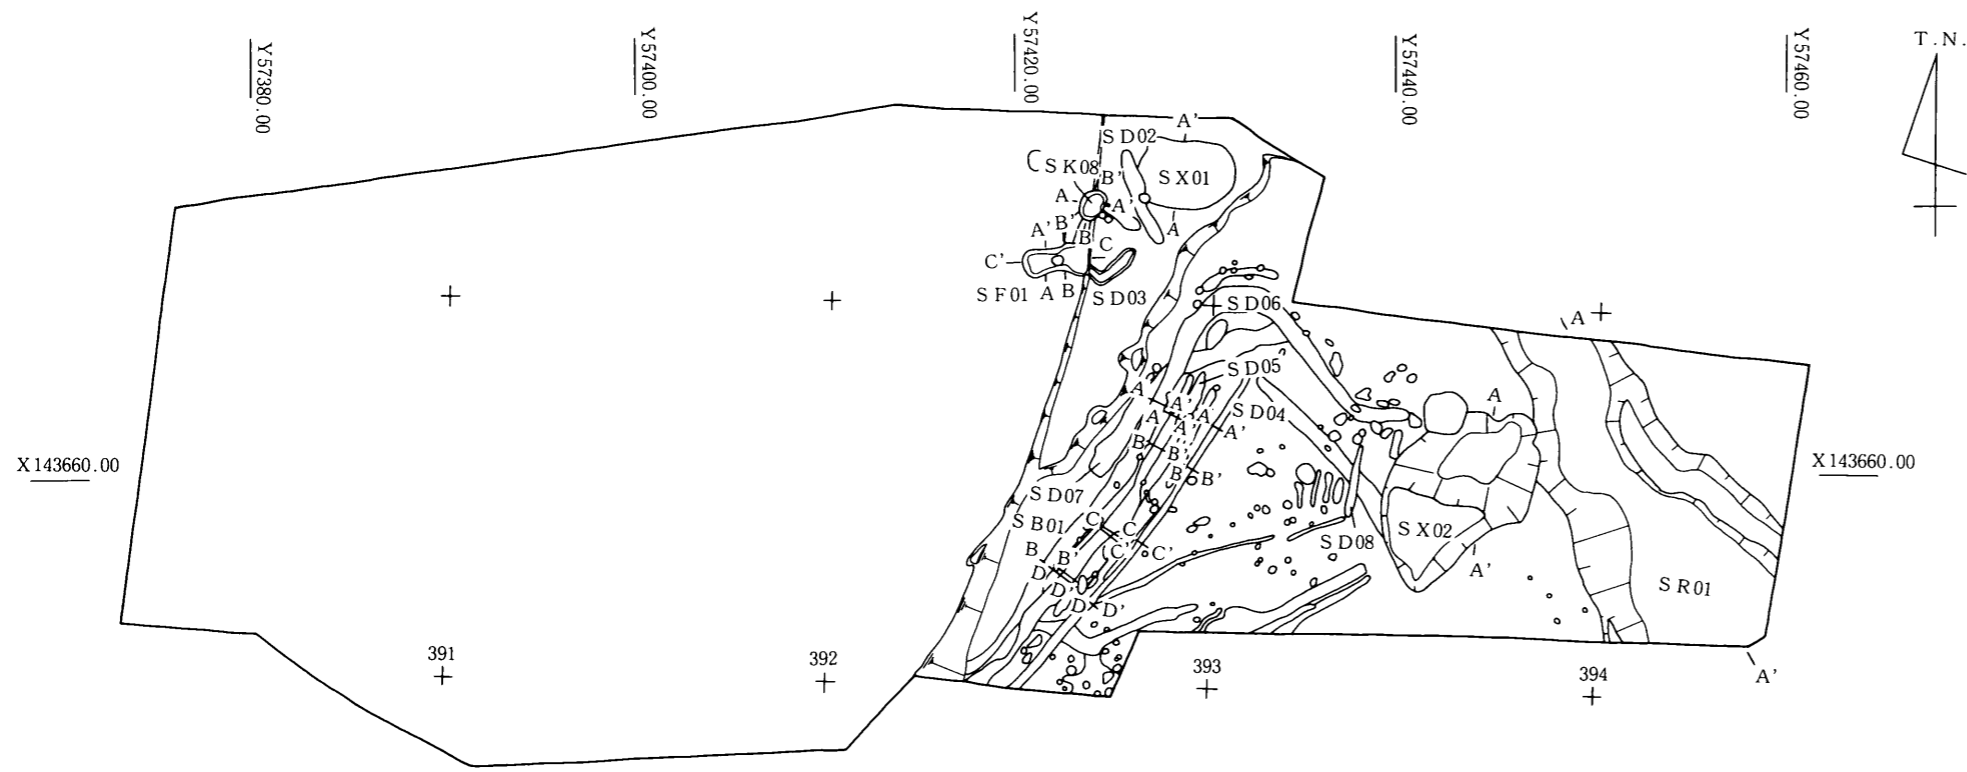 Y57380.00
Y57400.00
Y57420.00
Y57440.00
Y57460.00
T.N.
A'
SD02
SK08
B'
SX01
A
A'
A' B'
B C
A
C'
SF01 A B SD03
SD06
A
SD05
A
A'
A A
A'
SD04
A'
A
B
B
B B'
X143660.00
X143660.00
SD07
SB01
C C
C' C'
B
B'
D
D' D D'
SD08
SX02
A'
SR01
391
392
393
394
A'